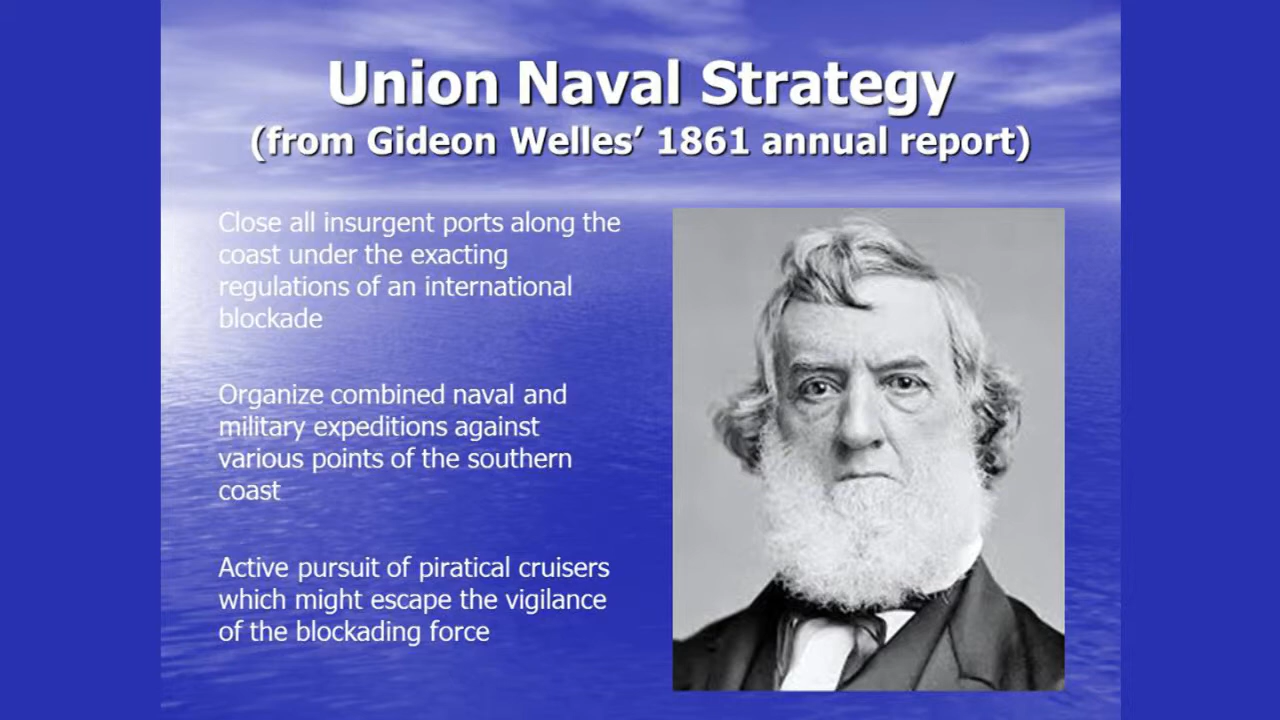 Union Naval Strategy
(from Gideon Welles’ 1861 annual report)
Close all insurgent ports along the
coast under the exacting
regulations of an international
blockade
Organize combined naval and
military expeditions against
various points of the southern
coast
Active pursuit of piratical cruisers
which might escape the vigilance
of the blockading force